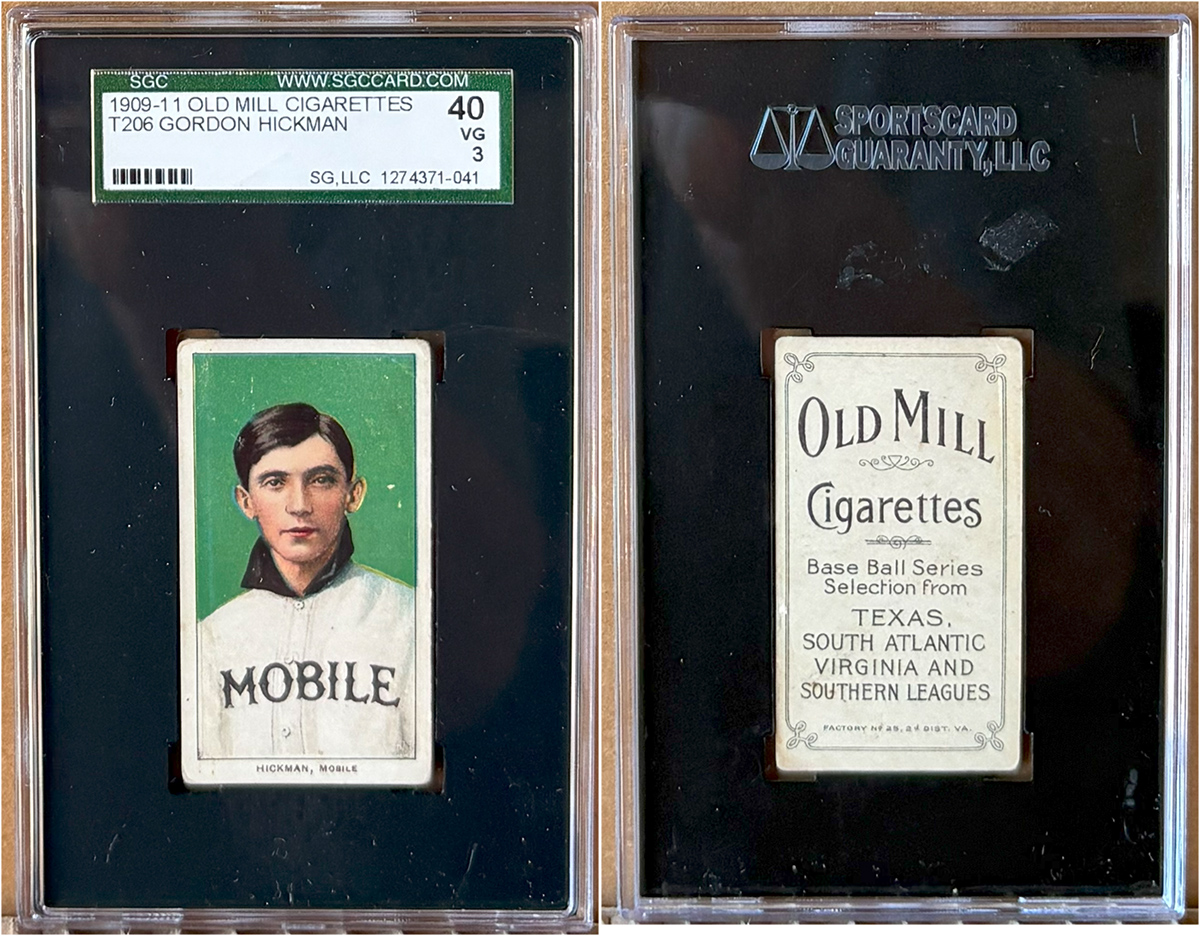 SGC WWW.SGCCARD.COM
1909-11 OLD MILL CIGARETTES 40
T206 GORDON HICKMAN VG
3
SG,LLC 1274371-041
MOBILE
HICKMAN, MOBILE
SPORTSCARD
GUARANTY,LLC
OLD MILL
Cigarettes
Base Ball Series
Selection from
TEXAS,
SOUTH ATLANTIC
VIRGINIA AND
SOUTHERN LEAGUES
FACTORY Nº 25, 2ᵈ DIST. VA.